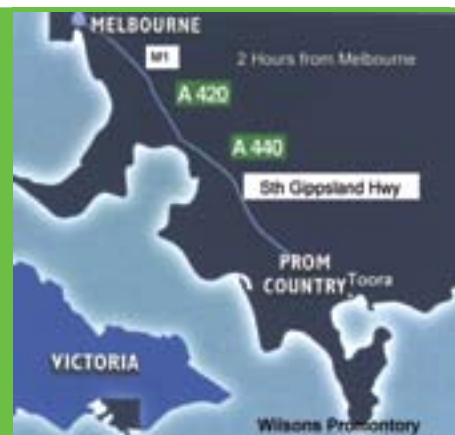 MELBOURNE
M1
2 Hours from Melbourne
A 420
A 440
Sth Gippsland Hwy
PROM
COUNTRY
Toora
VICTORIA
Wilsons Promontory